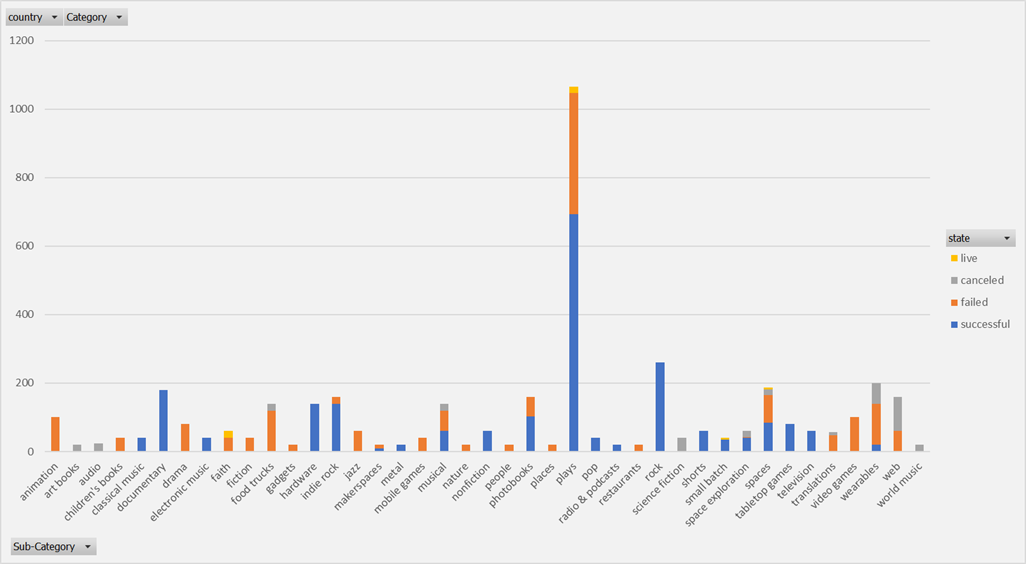 country Category
1200
1000
800
600
400
200
0
state
live
canceled
failed
successful
animation
art books
audio
children's books
classical music
documentary
drama
electronic music
faith
fiction
food trucks
gadgets
hardware
indie rock
jazz
makerspaces
metal
mobile games
musical
nature
nonfiction
people
photobooks
places
plays
pop
radio & podcasts
restaurants
rock
science fiction
shorts
small batch
space exploration
spaces
tabletop games
television
translations
video games
wearables
web
world music
Sub-Category